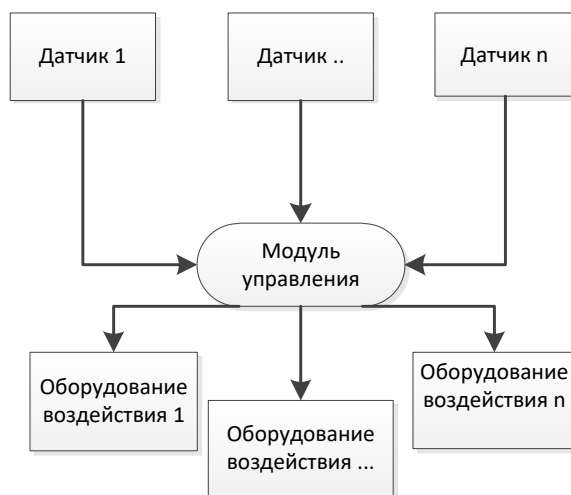 Датчик 1
Датчик ..
Датчик n
Модуль
управления
Оборудование
воздействия 1
Оборудование
воздействия ...
Оборудование
воздействия n